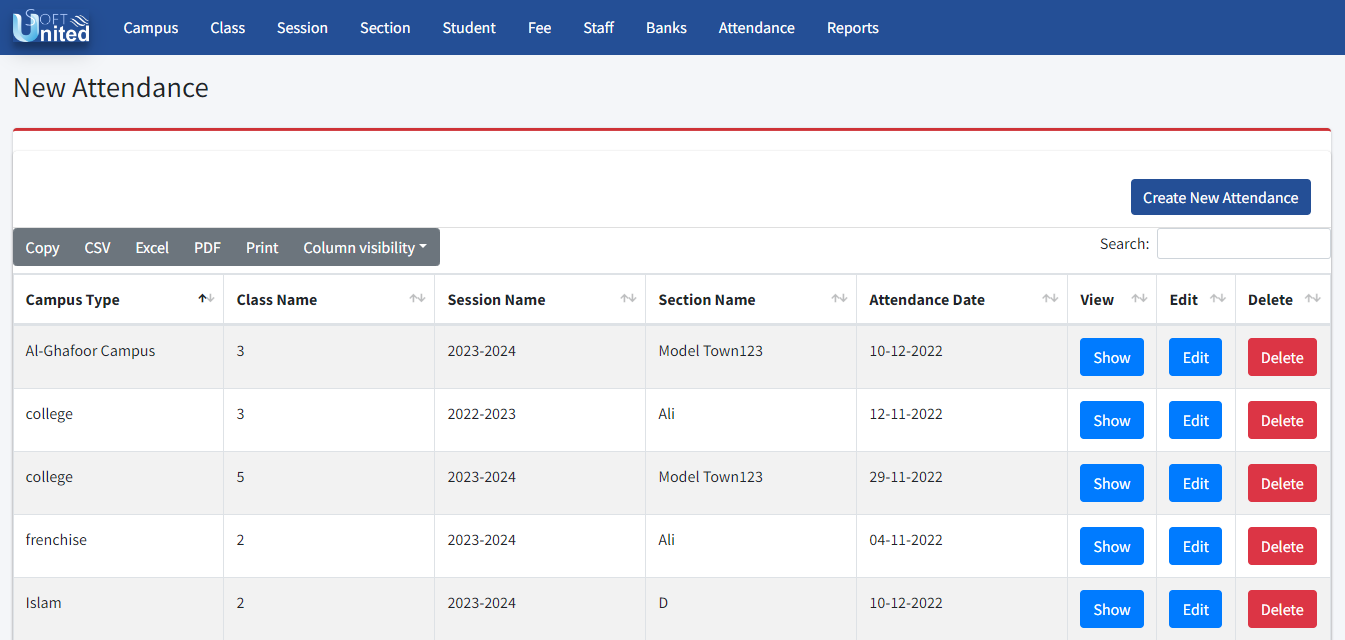 SOFT
United
Campus Class Session Section Student Fee Staff Banks Attendance Reports
New Attendance
Create New Attendance
Copy CSV Excel PDF Print Column visibility
Search:
Campus Type Class Name Session Name Section Name Attendance Date View Edit Delete
Al-Ghafoor Campus 3 2023-2024 Model Town123 10-12-2022 Show Edit Delete
college 3 2022-2023 Ali 12-11-2022 Show Edit Delete
college 5 2023-2024 Model Town123 29-11-2022 Show Edit Delete
frenchise 2 2023-2024 Ali 04-11-2022 Show Edit Delete
Islam 2 2023-2024 D 10-12-2022 Show Edit Delete